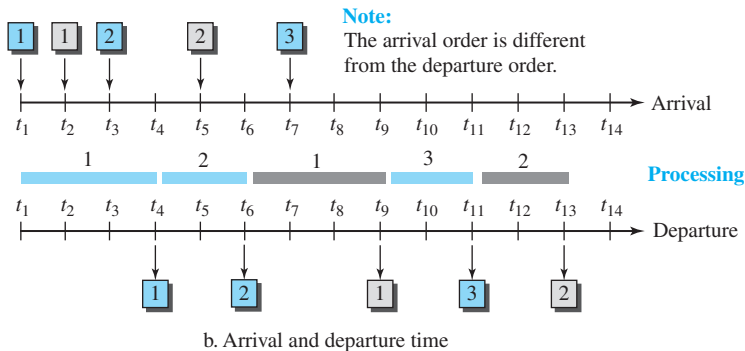 Note:
The arrival order is different
from the departure order.
1 1 2 2 3
Arrival
t1 t2 t3 t4 t5 t6 t7 t8 t9 t10 t11 t12 t13 t14
1 2 1 3 2
Processing
t1 t2 t3 t4 t5 t6 t7 t8 t9 t10 t11 t12 t13 t14
Departure
1 2 1 3 2
b. Arrival and departure time